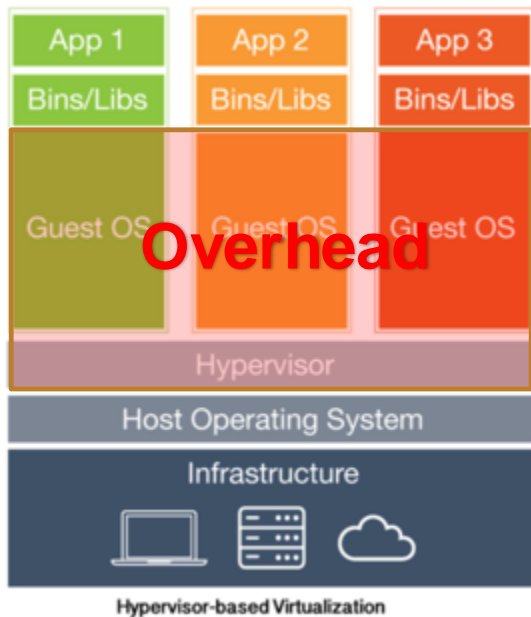 App 1 App 2 App 3
Bins/Libs Bins/Libs Bins/Libs
Guest OS Guest OS Guest OS
Overhead
Hypervisor
Host Operating System
Infrastructure
Hypervisor-based Virtualization